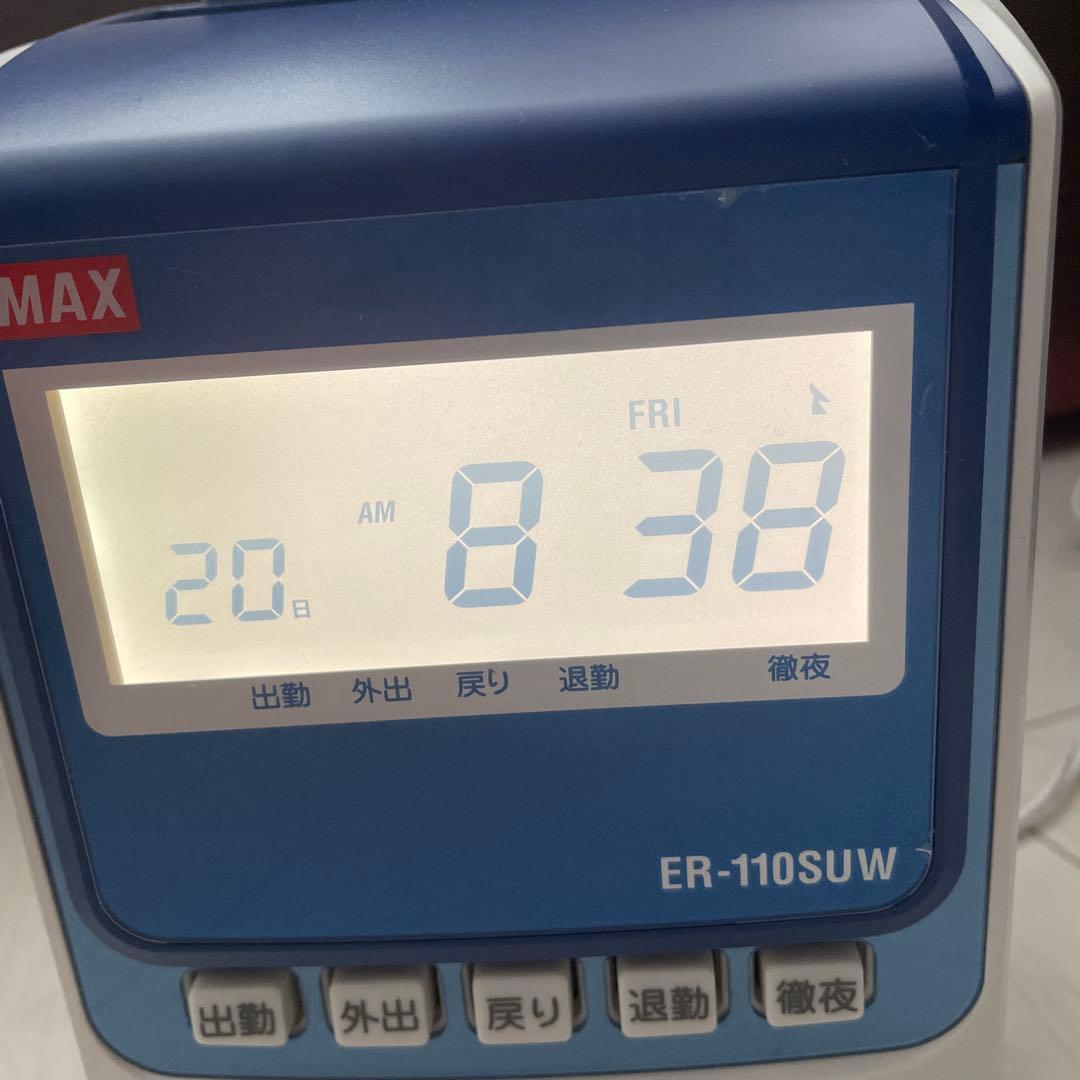 MAX
FRI
20日 AM 8 38
出勤 外出 戻り 退勤 徹夜
ER-110SUW
出勤 外出 戻り 退勤 徹夜